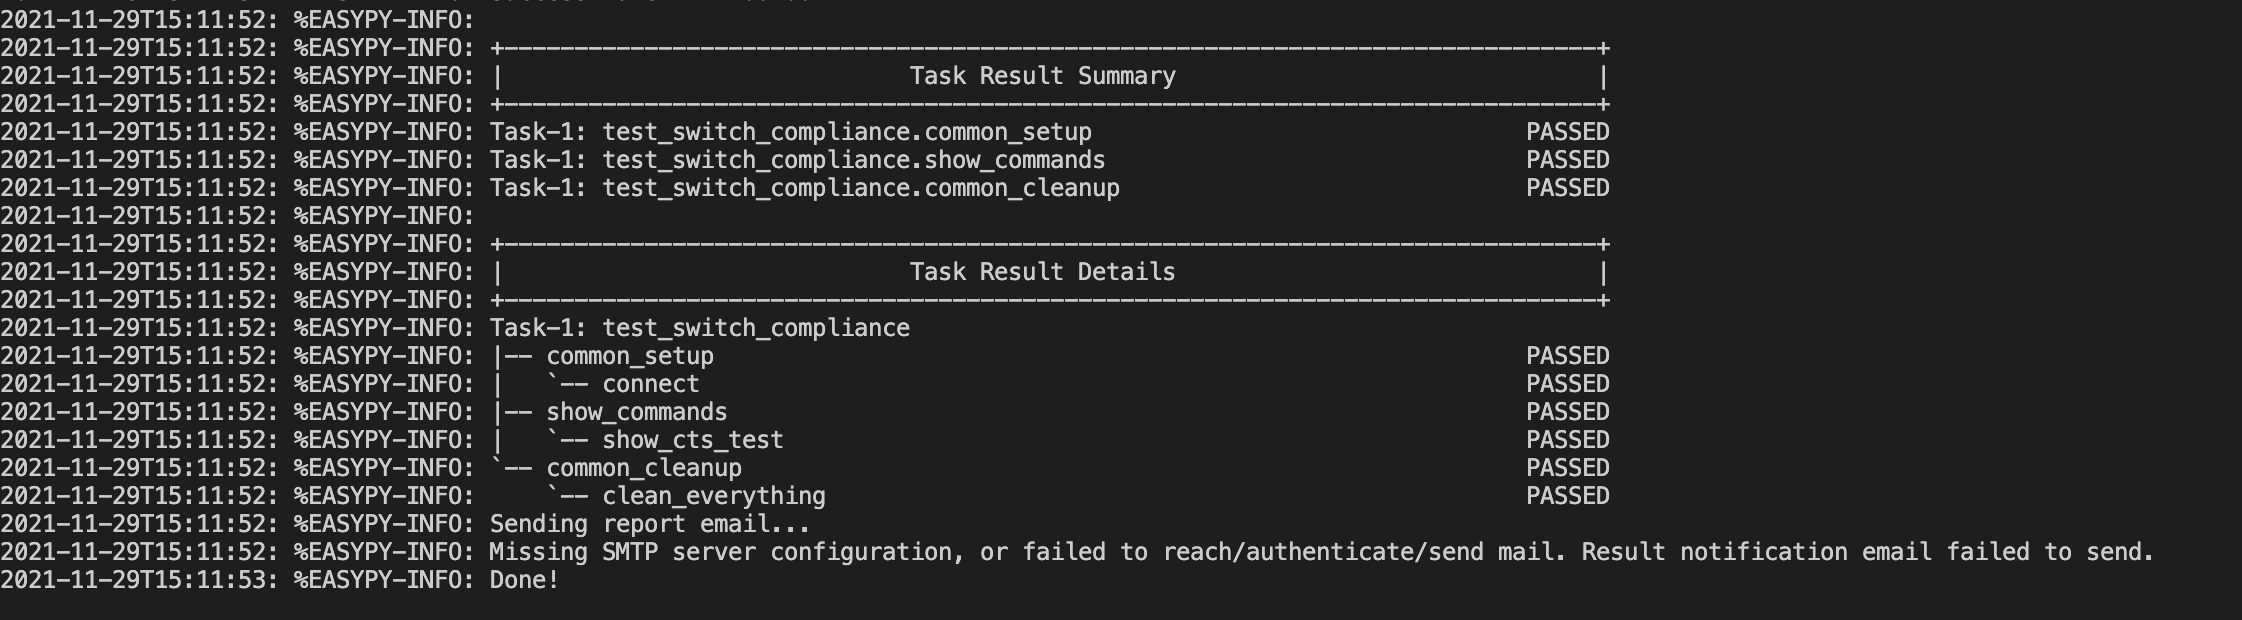 2021-11-29T15:11:52: %EASYPY-INFO:
2021-11-29T15:11:52: %EASYPY-INFO: +------------------------------------------------------------------------------+
2021-11-29T15:11:52: %EASYPY-INFO: |                             Task Result Summary                              |
2021-11-29T15:11:52: %EASYPY-INFO: +------------------------------------------------------------------------------+
2021-11-29T15:11:52: %EASYPY-INFO: Task-1: test_switch_compliance.common_setup                               PASSED
2021-11-29T15:11:52: %EASYPY-INFO: Task-1: test_switch_compliance.show_commands                              PASSED
2021-11-29T15:11:52: %EASYPY-INFO: Task-1: test_switch_compliance.common_cleanup                             PASSED
2021-11-29T15:11:52: %EASYPY-INFO:
2021-11-29T15:11:52: %EASYPY-INFO: +------------------------------------------------------------------------------+
2021-11-29T15:11:52: %EASYPY-INFO: |                             Task Result Details                              |
2021-11-29T15:11:52: %EASYPY-INFO: +------------------------------------------------------------------------------+
2021-11-29T15:11:52: %EASYPY-INFO: Task-1: test_switch_compliance
2021-11-29T15:11:52: %EASYPY-INFO: |-- common_setup                                                          PASSED
2021-11-29T15:11:52: %EASYPY-INFO: |   `-- connect                                                           PASSED
2021-11-29T15:11:52: %EASYPY-INFO: |-- show_commands                                                         PASSED
2021-11-29T15:11:52: %EASYPY-INFO: |   `-- show_cts_test                                                     PASSED
2021-11-29T15:11:52: %EASYPY-INFO: `-- common_cleanup                                                        PASSED
2021-11-29T15:11:52: %EASYPY-INFO:     `-- clean_everything                                                  PASSED
2021-11-29T15:11:52: %EASYPY-INFO: Sending report email...
2021-11-29T15:11:52: %EASYPY-INFO: Missing SMTP server configuration, or failed to reach/authenticate/send mail. Result notification email failed to send.
2021-11-29T15:11:53: %EASYPY-INFO: Done!